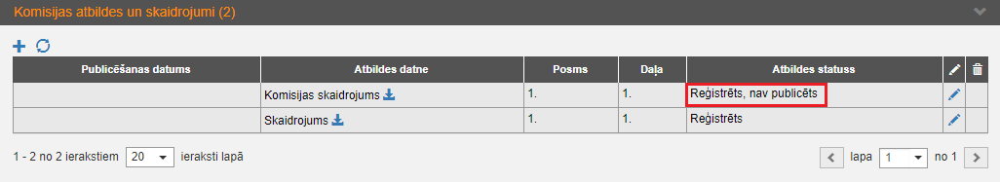 Komisijas atbildes un skaidrojumi (2)
Publicēšanas datums Atbildes datne Posms Daļa Atbildes statuss
Komisijas skaidrojums 1. 1. Reģistrēts, nav publicēts
Skaidrojums 1. 1. Reģistrēts
1 - 2 no 2 ierakstiem 20 ieraksti lapā lapa 1 no 1